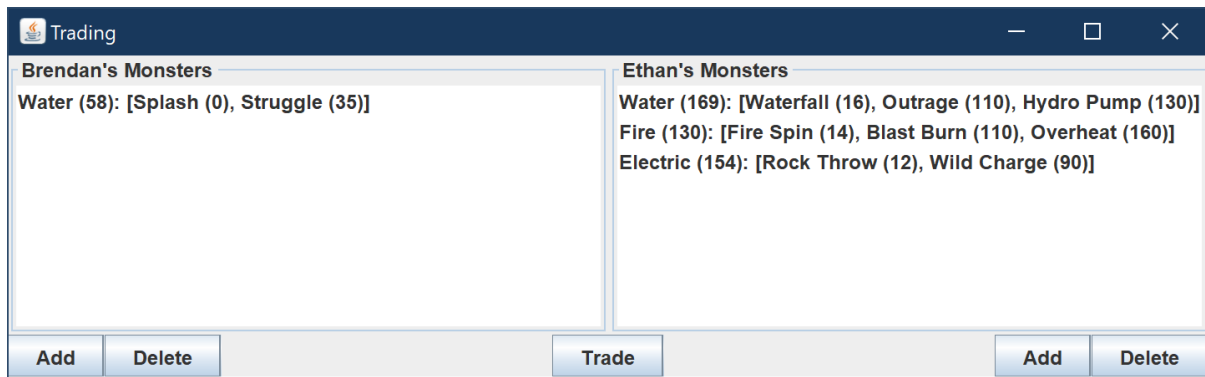 Trading
Brendan's Monsters
Water (58): [Splash (0), Struggle (35)]
Ethan's Monsters
Water (169): [Waterfall (16), Outrage (110), Hydro Pump (130)]
Fire (130): [Fire Spin (14), Blast Burn (110), Overheat (160)]
Electric (154): [Rock Throw (12), Wild Charge (90)]
Add Delete Trade Add Delete